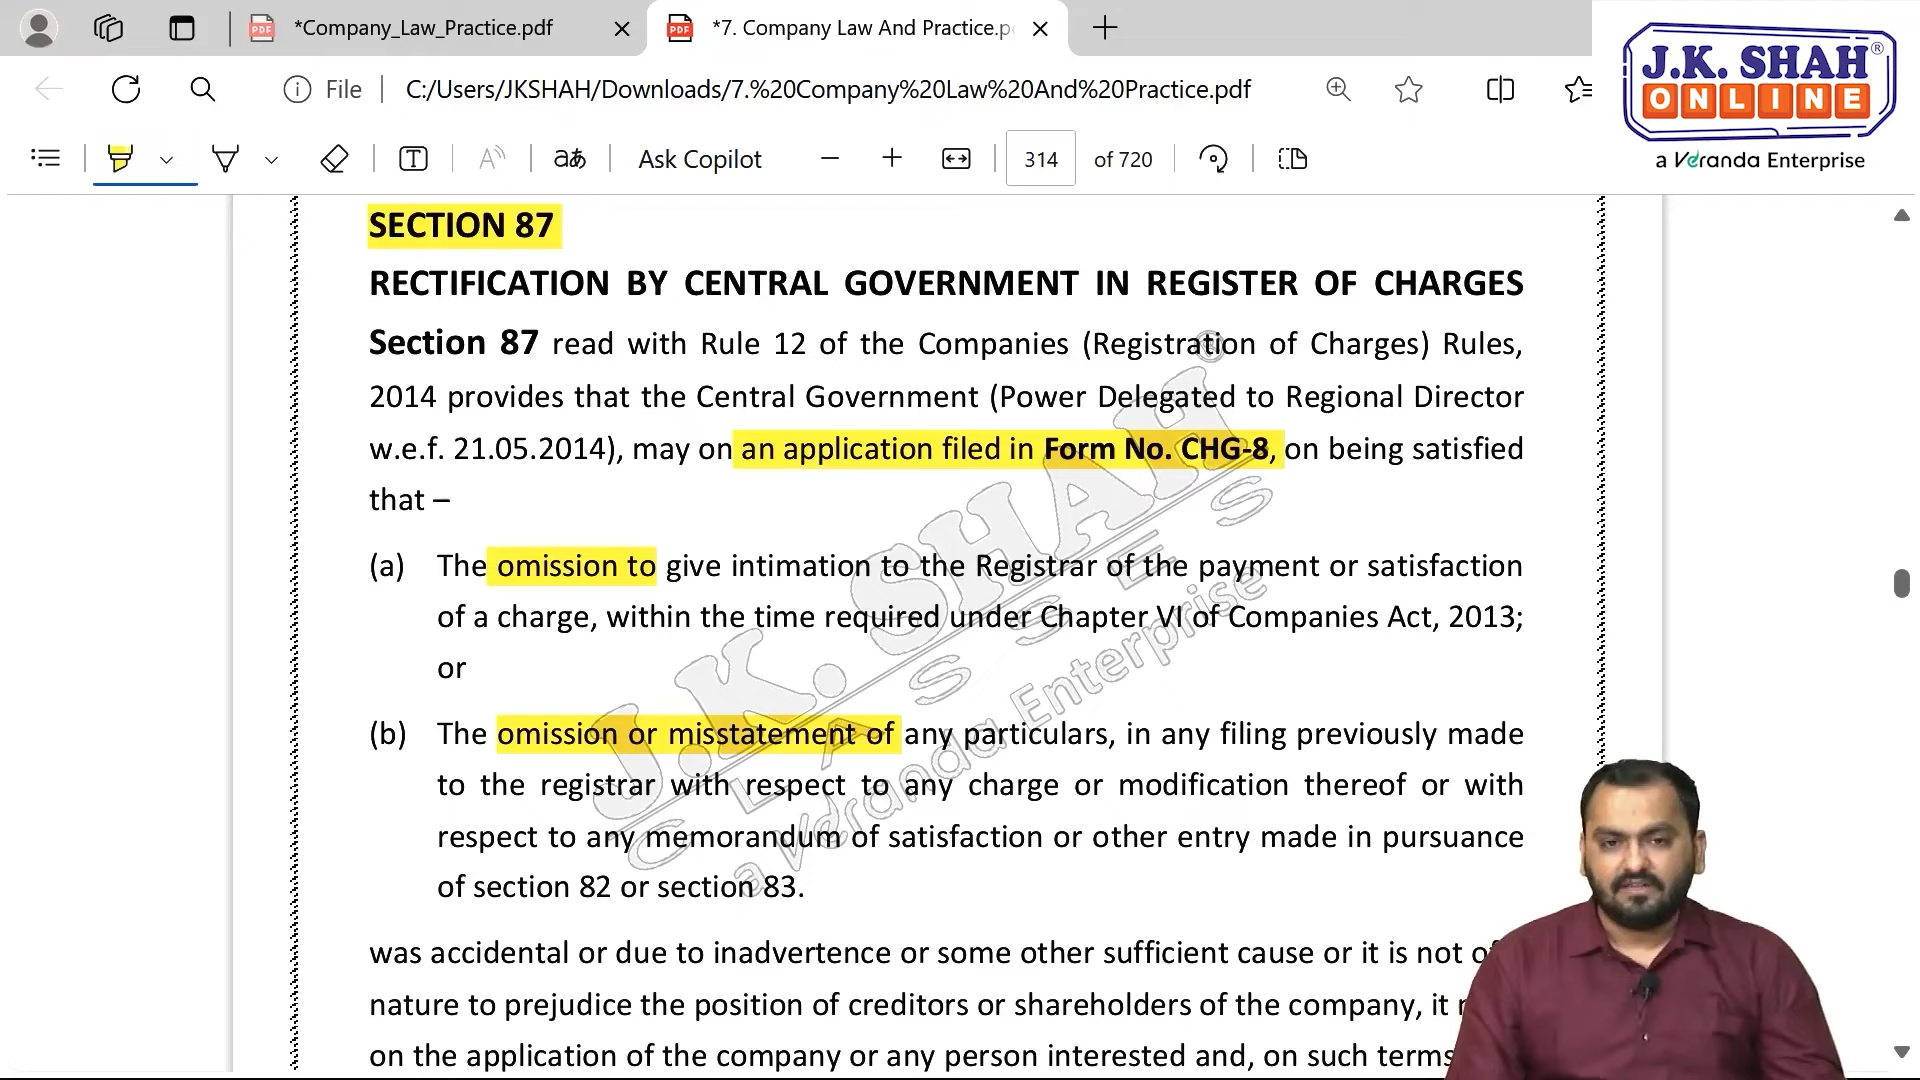 *Company_Law_Practice.pdf
*7. Company Law And Practice.p
File
C:/Users/JKSHAH/Downloads/7.%20Company%20Law%20And%20Practice.pdf
J.K. SHAH®
ONLINE
a Veranda Enterprise
Ask Copilot
314 of 720
SECTION 87
RECTIFICATION BY CENTRAL GOVERNMENT IN REGISTER OF CHARGES
Section 87 read with Rule 12 of the Companies (Registration of Charges) Rules,
2014 provides that the Central Government (Power Delegated to Regional Director
w.e.f. 21.05.2014), may on an application filed in Form No. CHG-8, on being satisfied
that –
(a) The omission to give intimation to the Registrar of the payment or satisfaction
of a charge, within the time required under Chapter VI of Companies Act, 2013;
or
(b) The omission or misstatement of any particulars, in any filing previously made
to the registrar with respect to any charge or modification thereof or with
respect to any memorandum of satisfaction or other entry made in pursuance
of section 82 or section 83.
was accidental or due to inadvertence or some other sufficient cause or it is not
nature to prejudice the position of creditors or shareholders of the company, it
on the application of the company or any person interested and, on such terms
J.K. SHAH®
CLASSES
a Veranda Enterprise